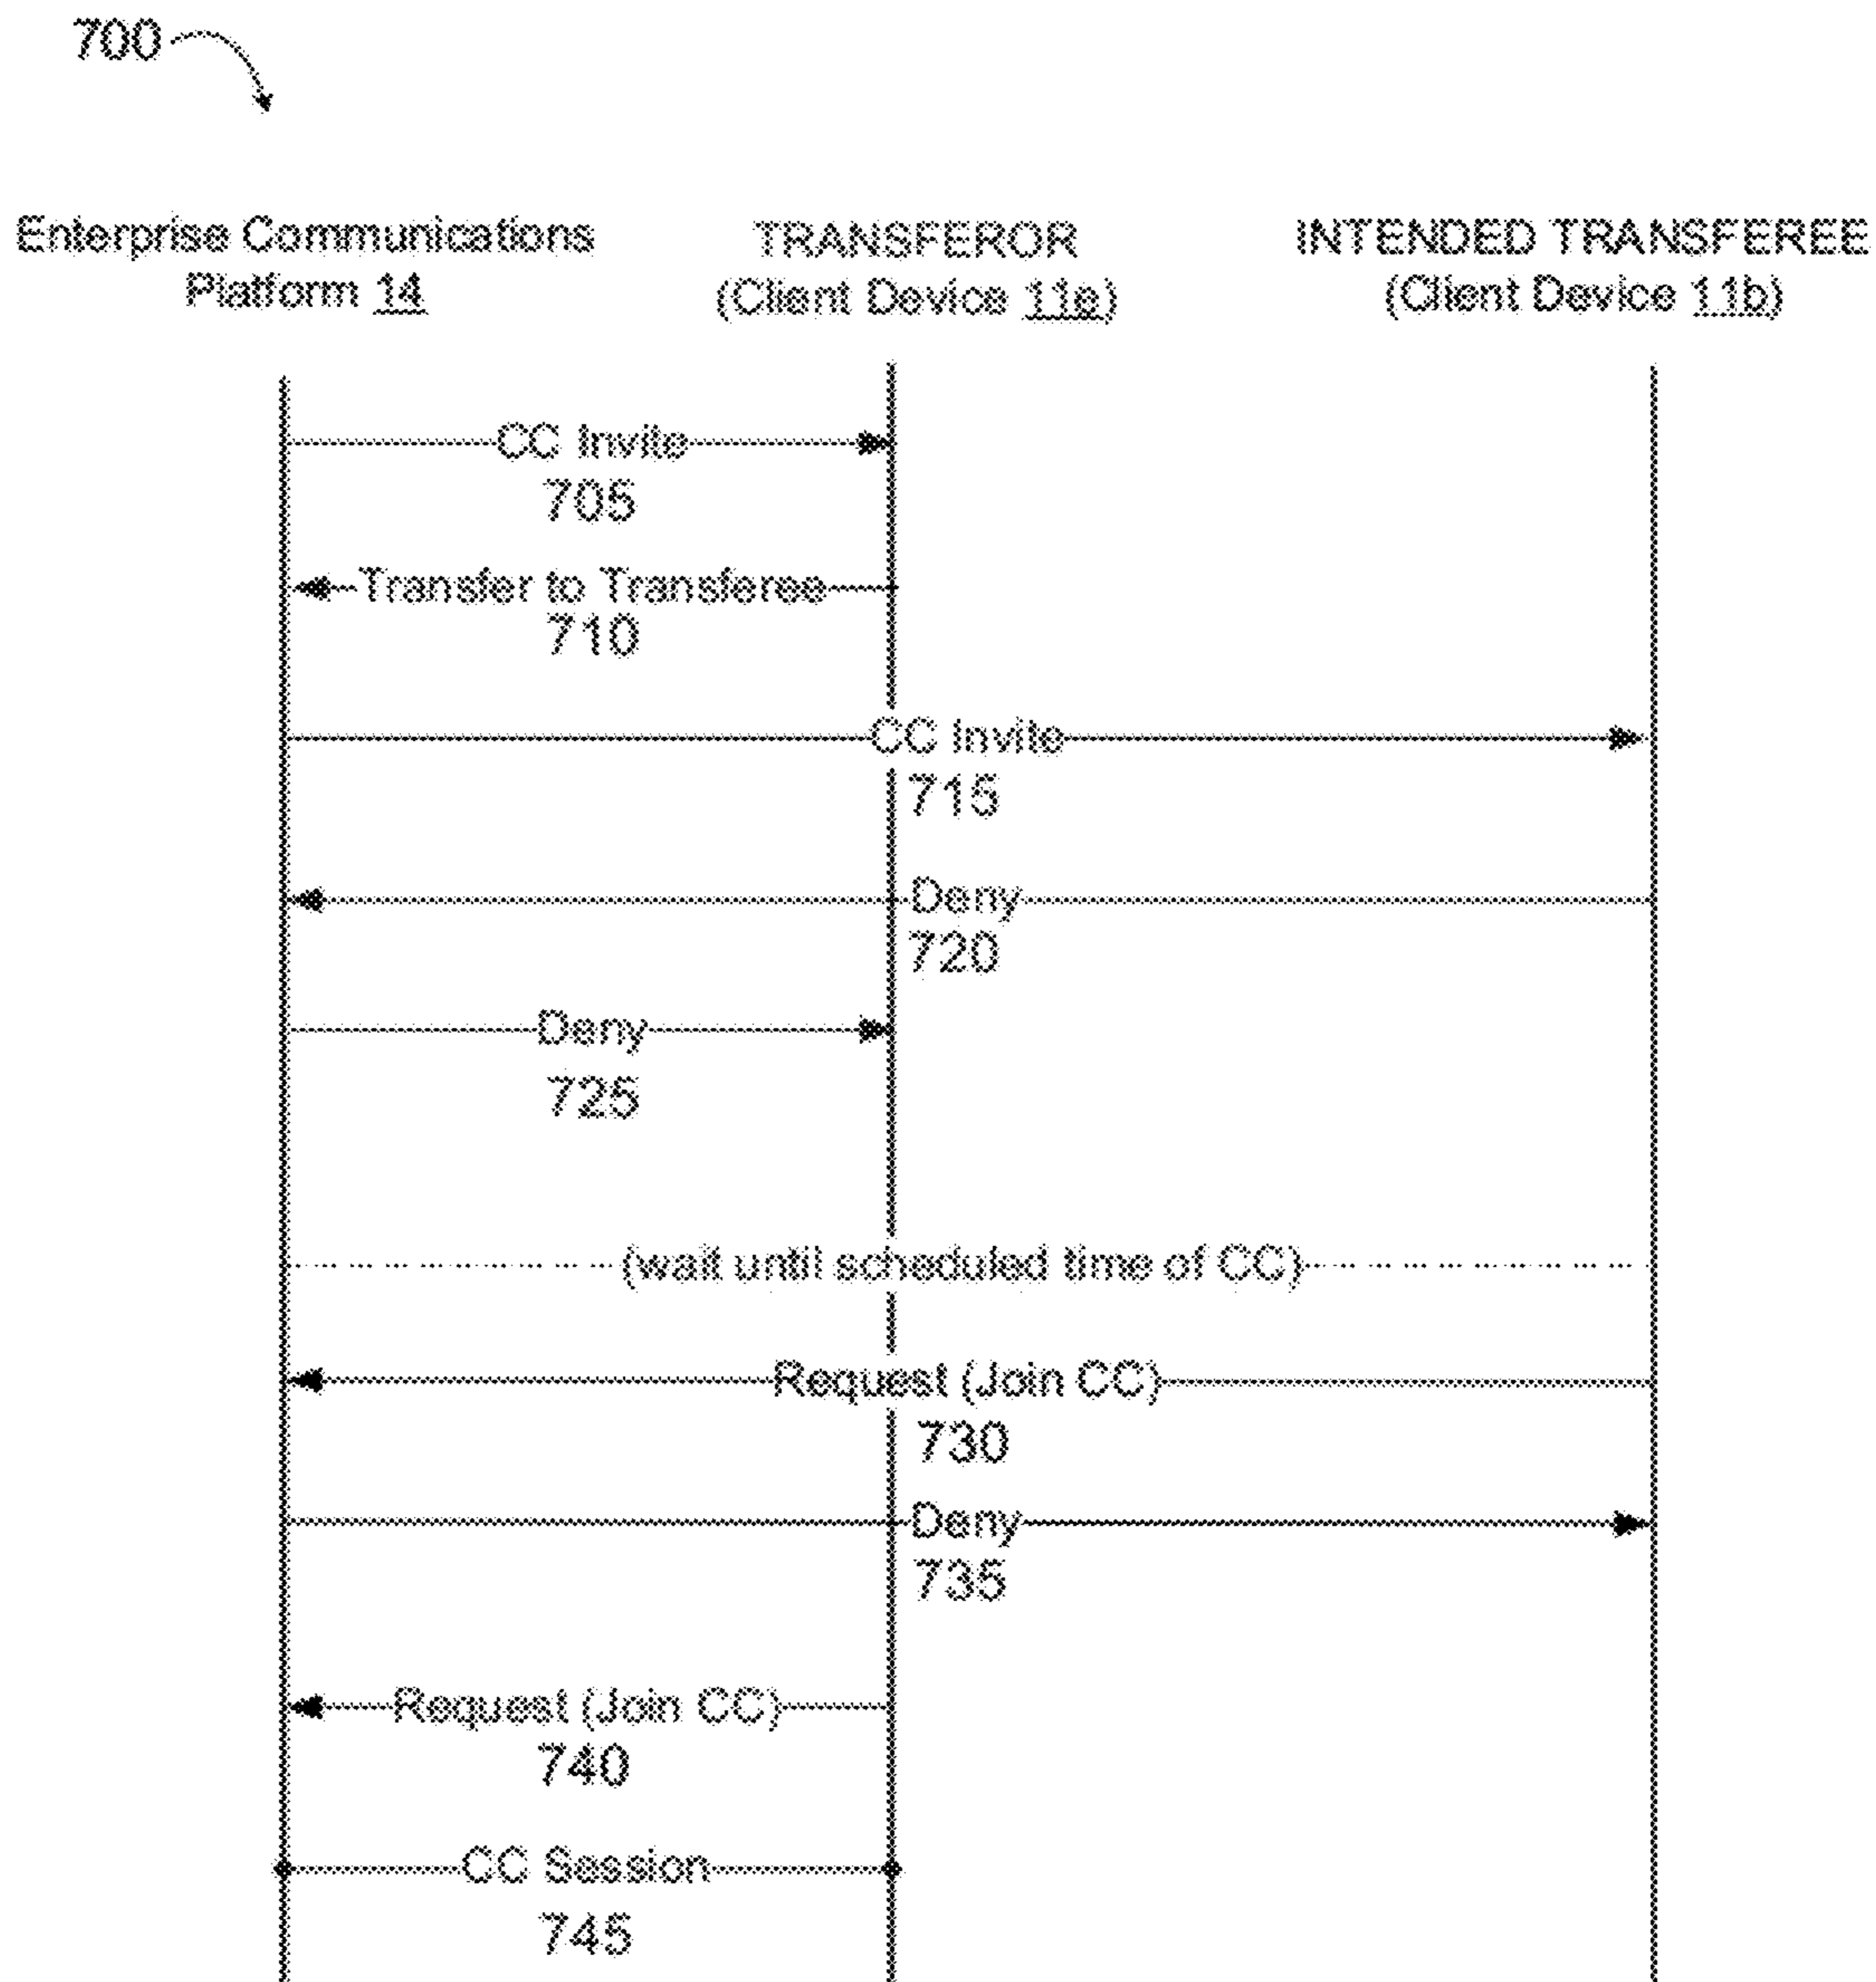 700
Enterprise Communications
Platform 14
TRANSFEROR
(Client Device 11a)
INTENDED TRANSFEREE
(Client Device 11b)
CC Invite
705
Transfer to Transferee
710
CC Invite
715
Deny
720
Deny
725
(wait until scheduled time of CC)
Request (Join CC)
730
Deny
735
Request (Join CC)
740
CC Session
745